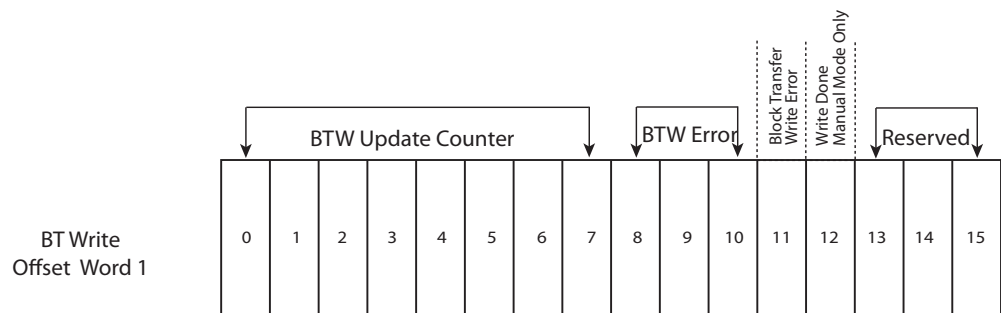 Block Transfer
Write Error
Write Done
Manual Mode Only
BTW Update Counter
BTW Error
Reserved
BT Write
Offset Word 1
0 1 2 3 4 5 6 7 8 9 10 11 12 13 14 15